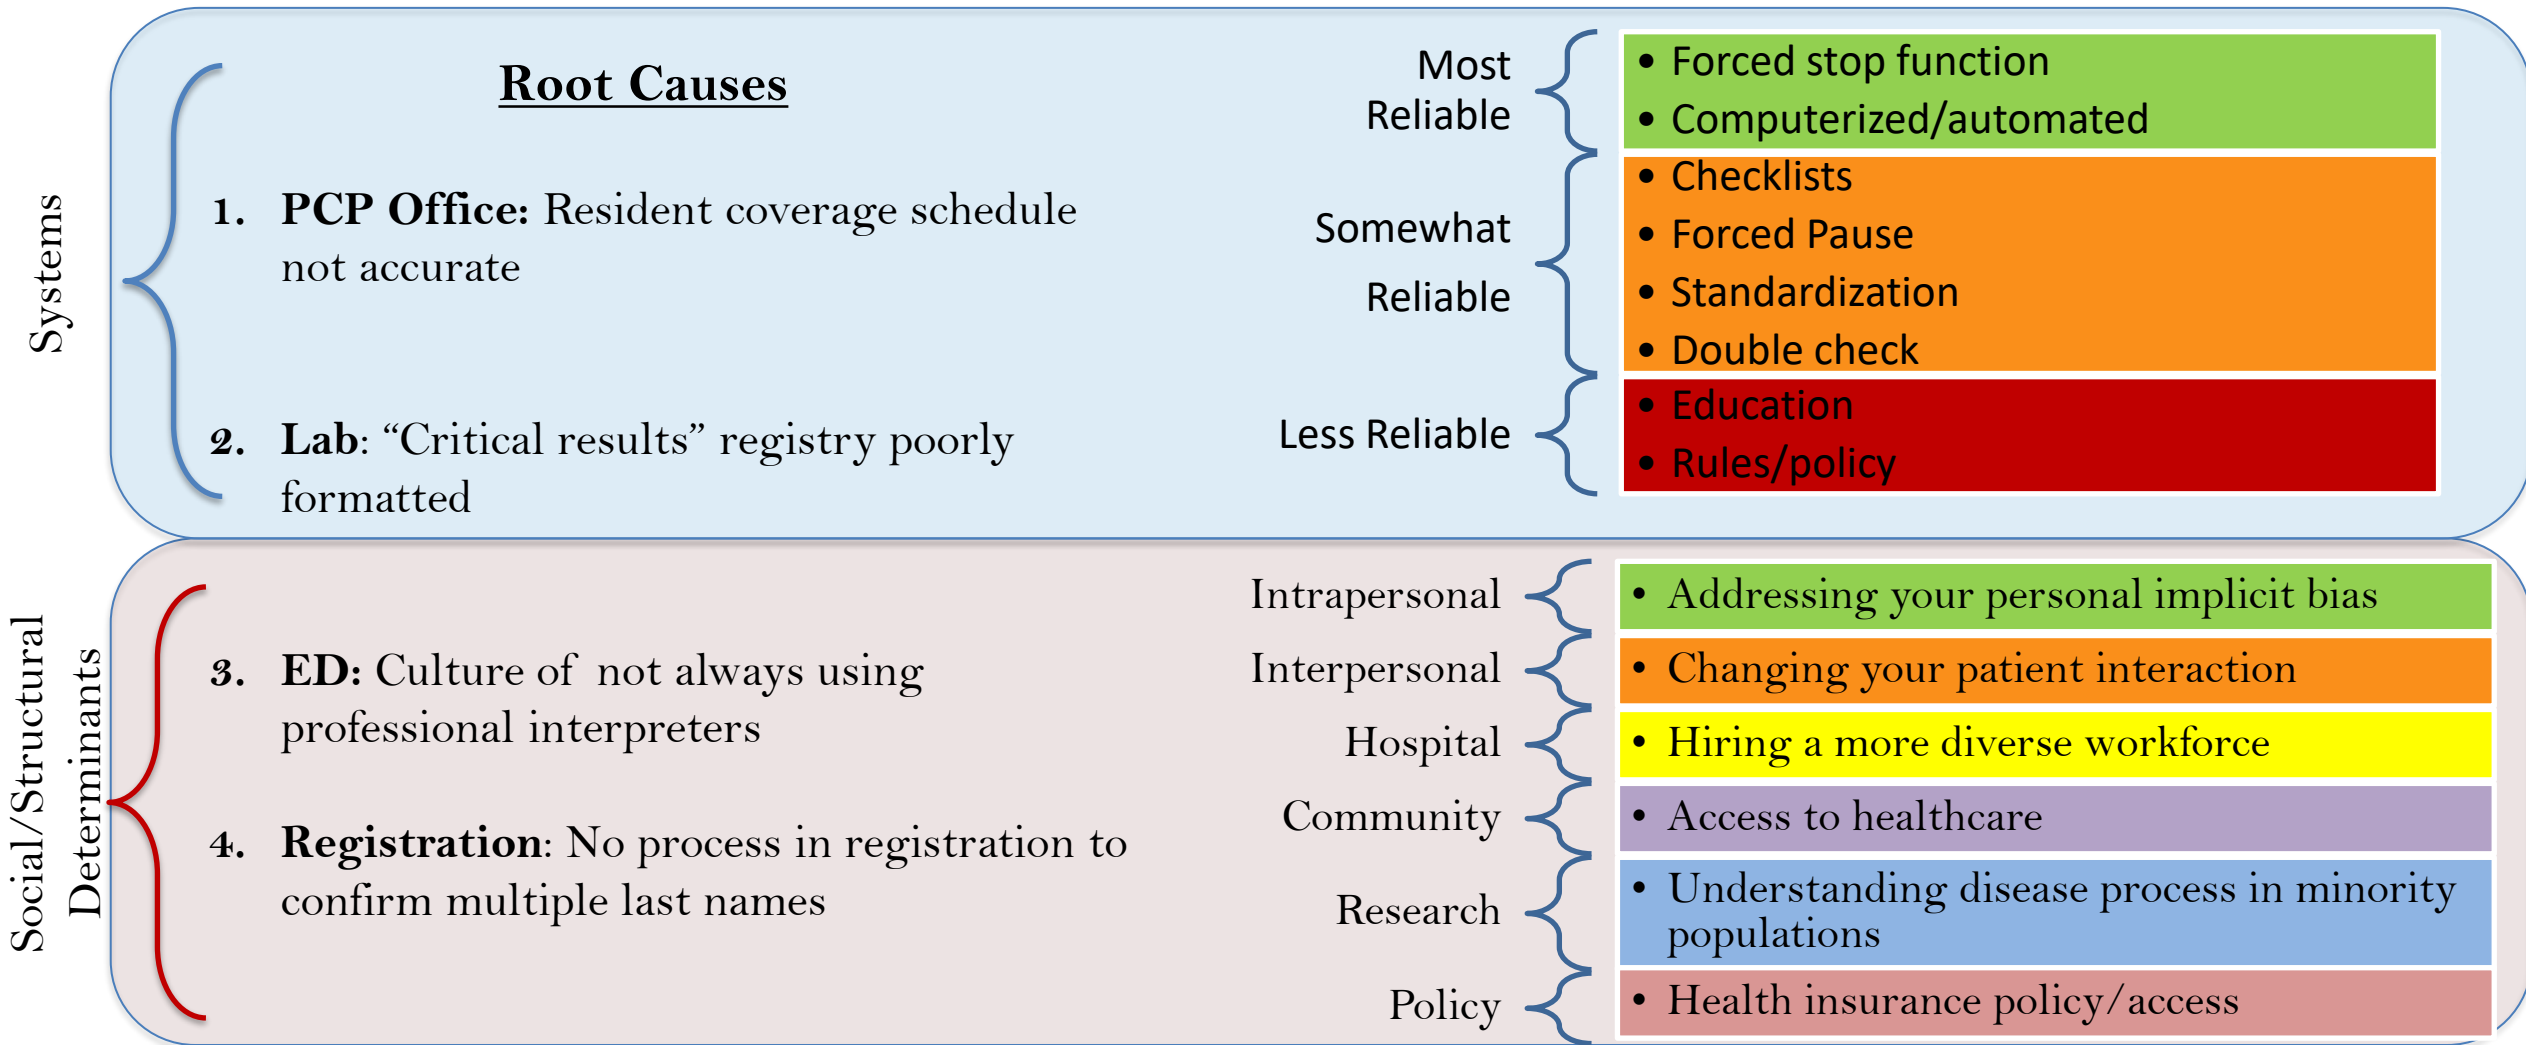 Systems
Root Causes
1. PCP Office: Resident coverage schedule
not accurate
2. Lab: “Critical results” registry poorly
formatted
Most
Reliable
• Forced stop function
• Computerized/automated
Somewhat
Reliable
• Checklists
• Forced Pause
• Standardization
• Double check
Less Reliable
• Education
• Rules/policy
Social/Structural
Determinants
3. ED: Culture of not always using
professional interpreters
4. Registration: No process in registration to
confirm multiple last names
Intrapersonal
• Addressing your personal implicit bias
Interpersonal
• Changing your patient interaction
Hospital
• Hiring a more diverse workforce
Community
• Access to healthcare
Research
• Understanding disease process in minority
populations
Policy
• Health insurance policy/access